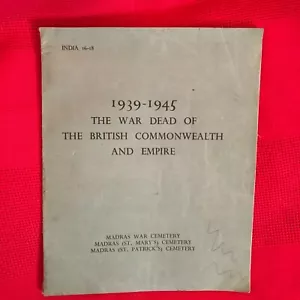 INDIA 16-18
1939-1945
THE WAR DEAD OF
THE BRITISH COMMONWEALTH
AND EMPIRE
MADRAS WAR CEMETERY
MADRAS (ST. MARY'S) CEMETERY
MADRAS (ST. PATRICK'S) CEMETERY